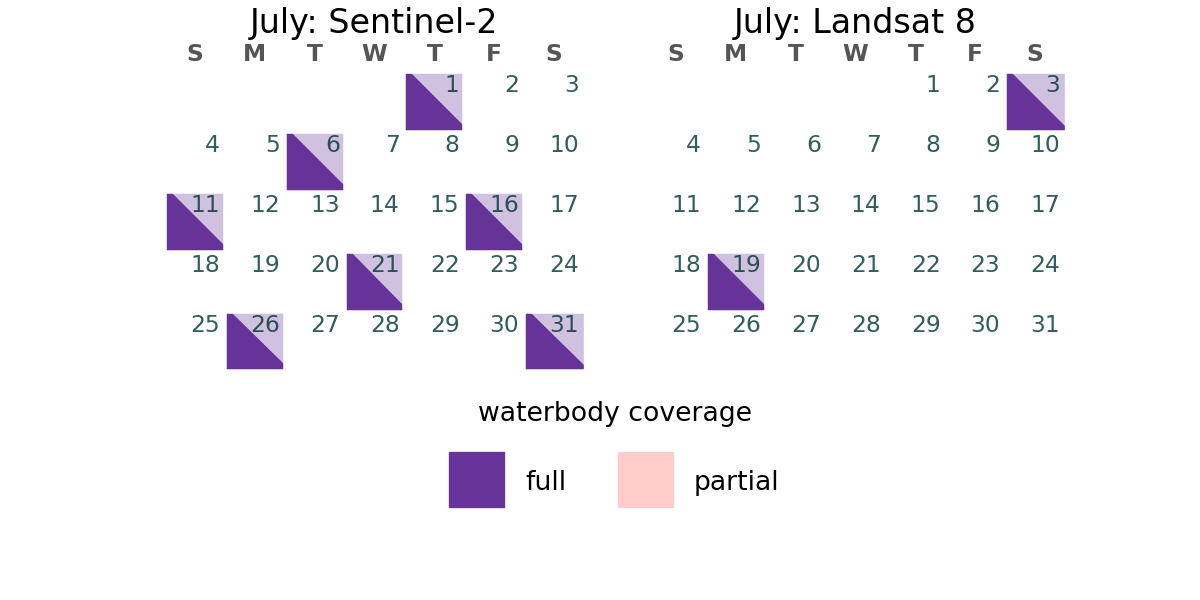 July: Sentinel-2
S M T W T F S
1 2 3
4 5 6 7 8 9 10
11 12 13 14 15 16 17
18 19 20 21 22 23 24
25 26 27 28 29 30 31
July: Landsat 8
S M T W T F S
1 2 3
4 5 6 7 8 9 10
11 12 13 14 15 16 17
18 19 20 21 22 23 24
25 26 27 28 29 30 31
waterbody coverage
full partial